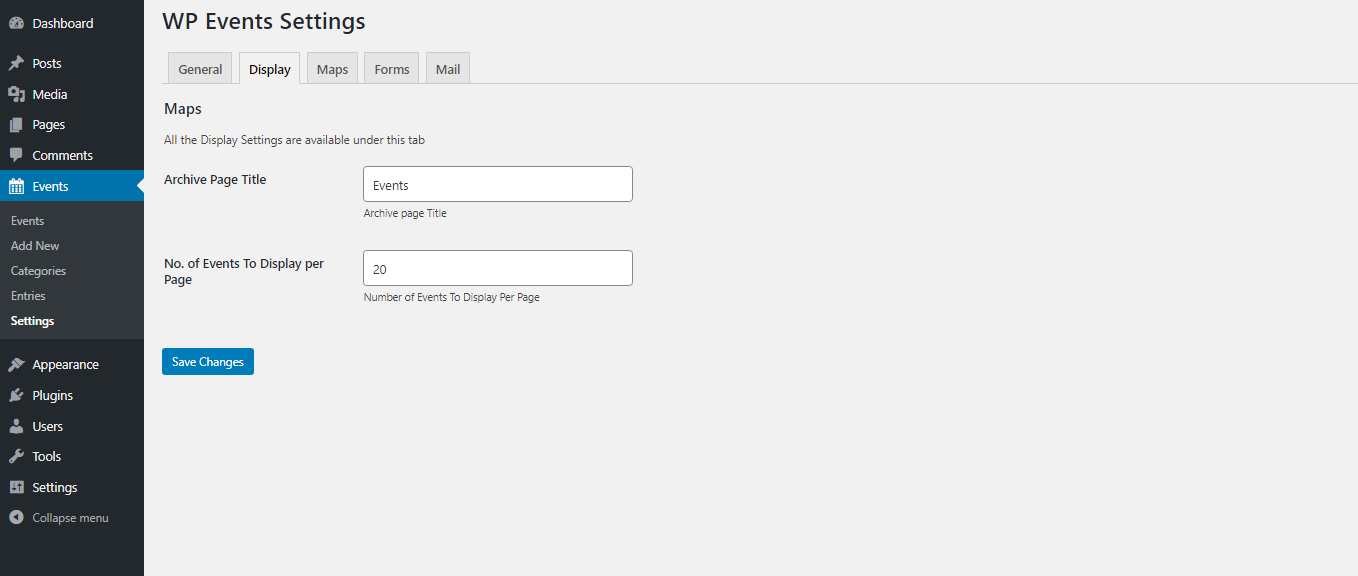 Dashboard
Posts
Media
Pages
Comments
Events
Events
Add New
Categories
Entries
Settings
Appearance
Plugins
Users
Tools
Settings
Collapse menu
WP Events Settings
General Display Maps Forms Mail
Maps
All the Display Settings are available under this tab
Archive Page Title
Events
Archive page Title
No. of Events To Display per
Page
20
Number of Events To Display Per Page
Save Changes